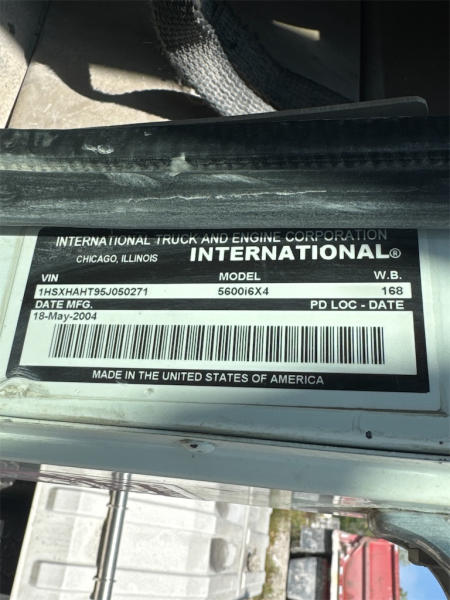 INTERNATIONAL TRUCK AND ENGINE CORPORATION
CHICAGO, ILLINOIS INTERNATIONAL®
VIN MODEL W.B.
1HSXHAHT95J050271 5600i6X4 168
DATE MFG. PD LOC - DATE
18-May-2004
MADE IN THE UNITED STATES OF AMERICA